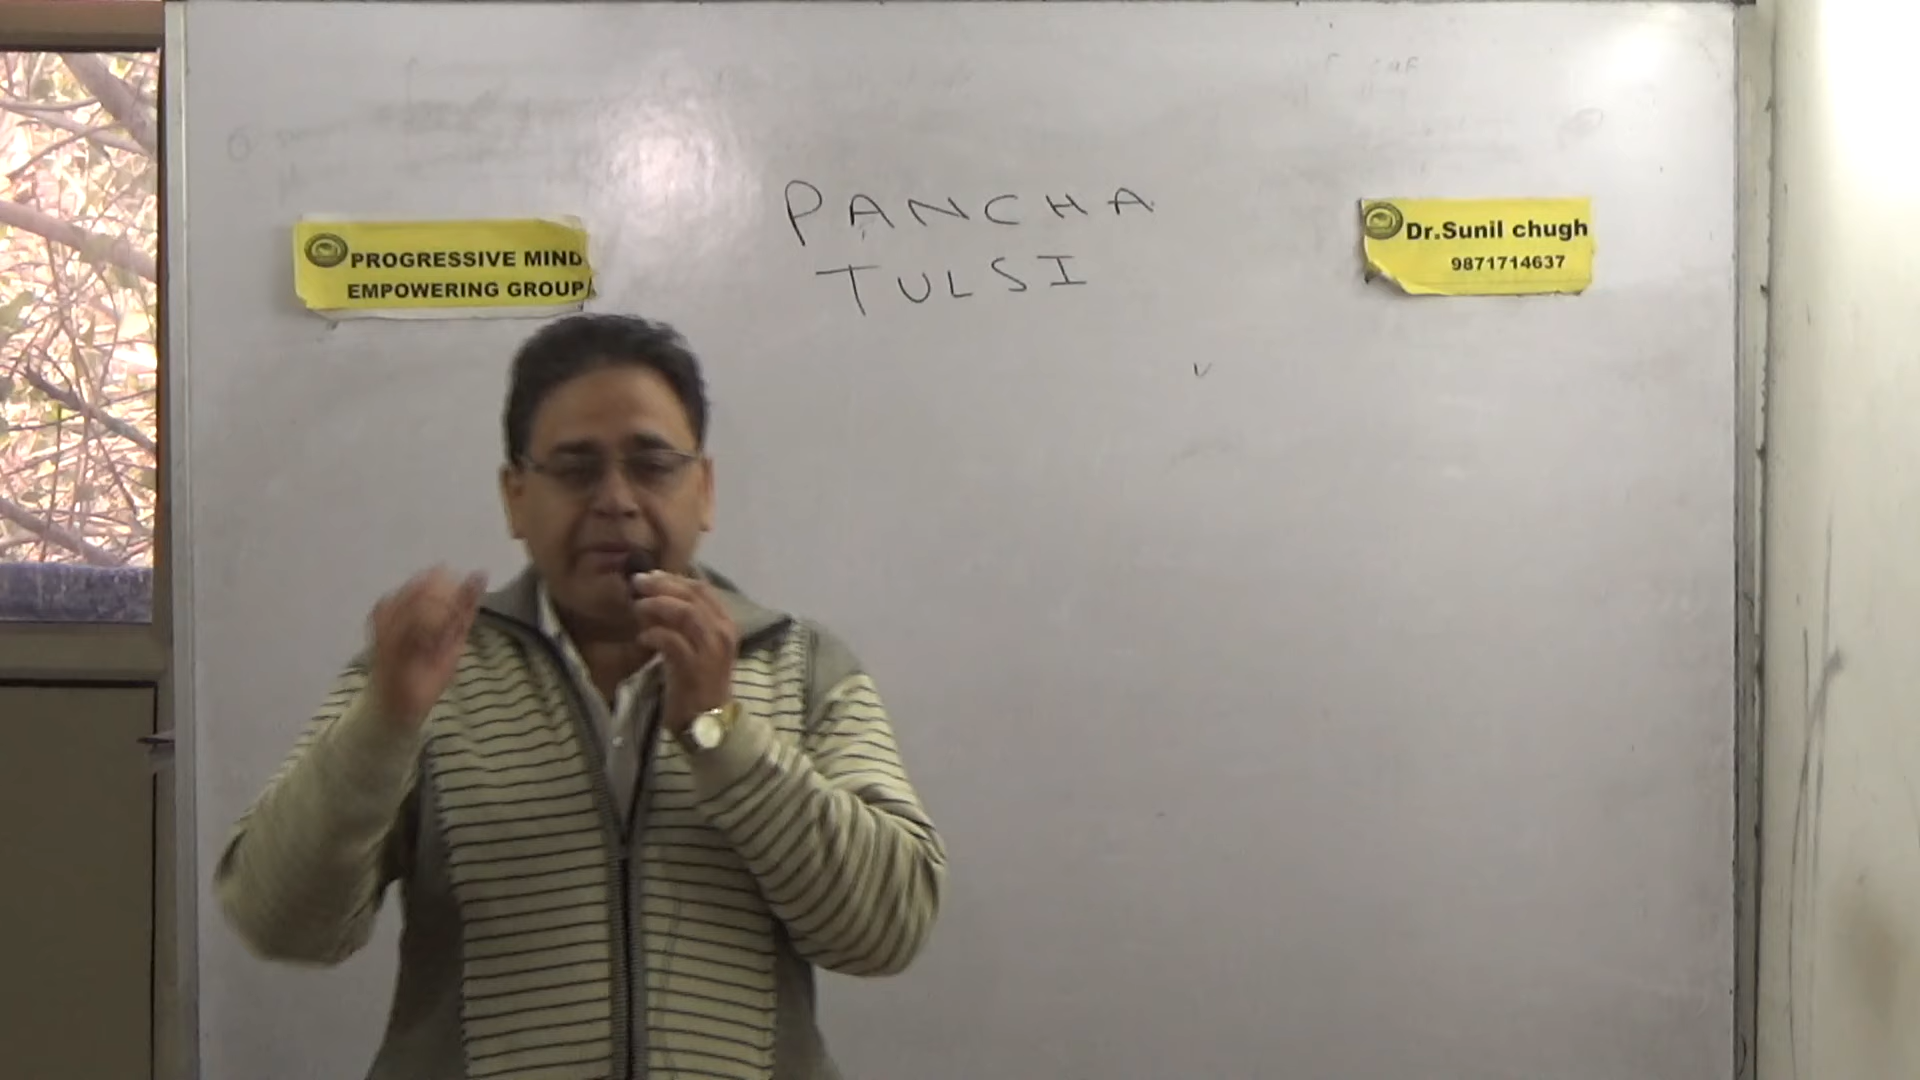 PANCHA
TULSI
PROGRESSIVE MIND
EMPOWERING GROUP
Dr.Sunil chugh
9871714637